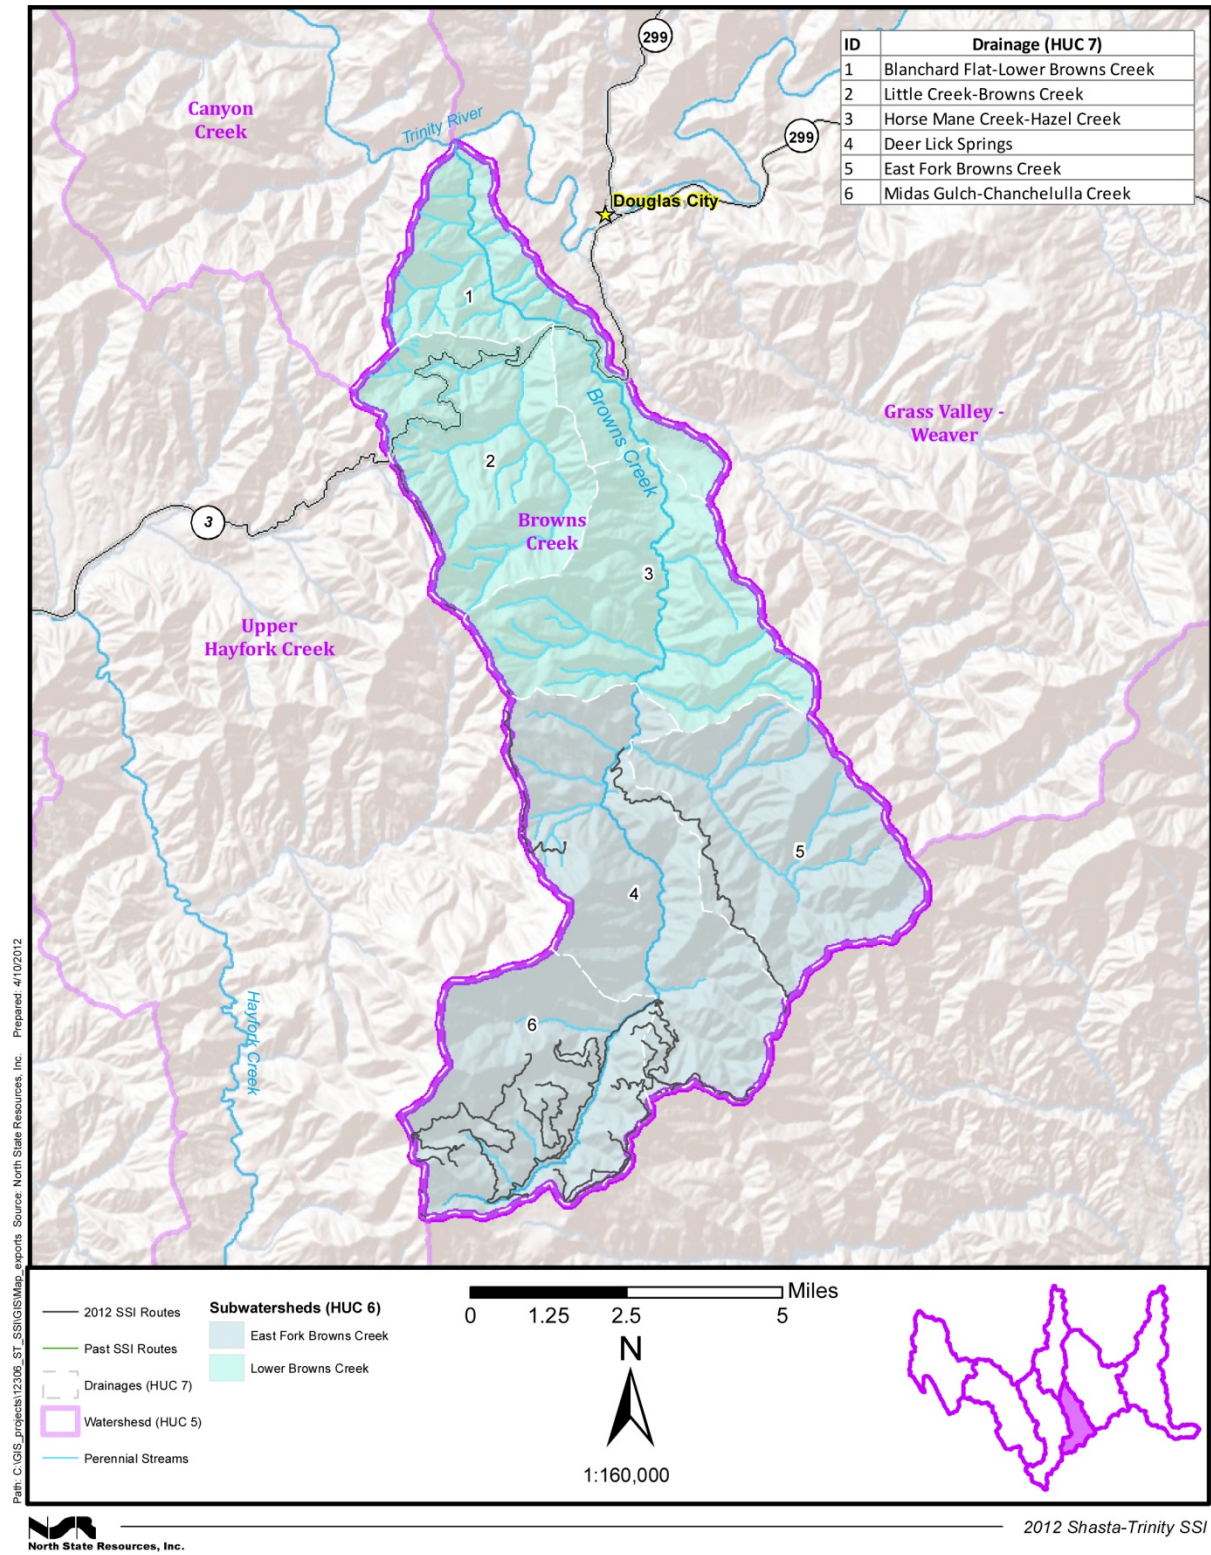 299
ID Drainage (HUC 7)
1 Blanchard Flat-Lower Browns Creek
2 Little Creek-Browns Creek
3 Horse Mane Creek-Hazel Creek
4 Deer Lick Springs
5 East Fork Browns Creek
6 Midas Gulch-Chanchelulla Creek
Canyon
Creek
Trinity River
299
Douglas City
1
Browns Creek
Grass Valley -
Weaver
2
3
Browns
Creek
3
Upper
Hayfork Creek
5
4
6
Hayfork Creek
Path: C:\GIS_projects\12306_ST_SSI\GIS\Map_exports Source: North State Resources, Inc. Prepared: 4/10/2012
2012 SSI Routes
Past SSI Routes
Drainages (HUC 7)
Watershesd (HUC 5)
Perennial Streams
Subwatersheds (HUC 6)
East Fork Browns Creek
Lower Browns Creek
Miles
0 1.25 2.5 5
N
1:160,000
NSR
North State Resources, Inc.
2012 Shasta-Trinity SSI